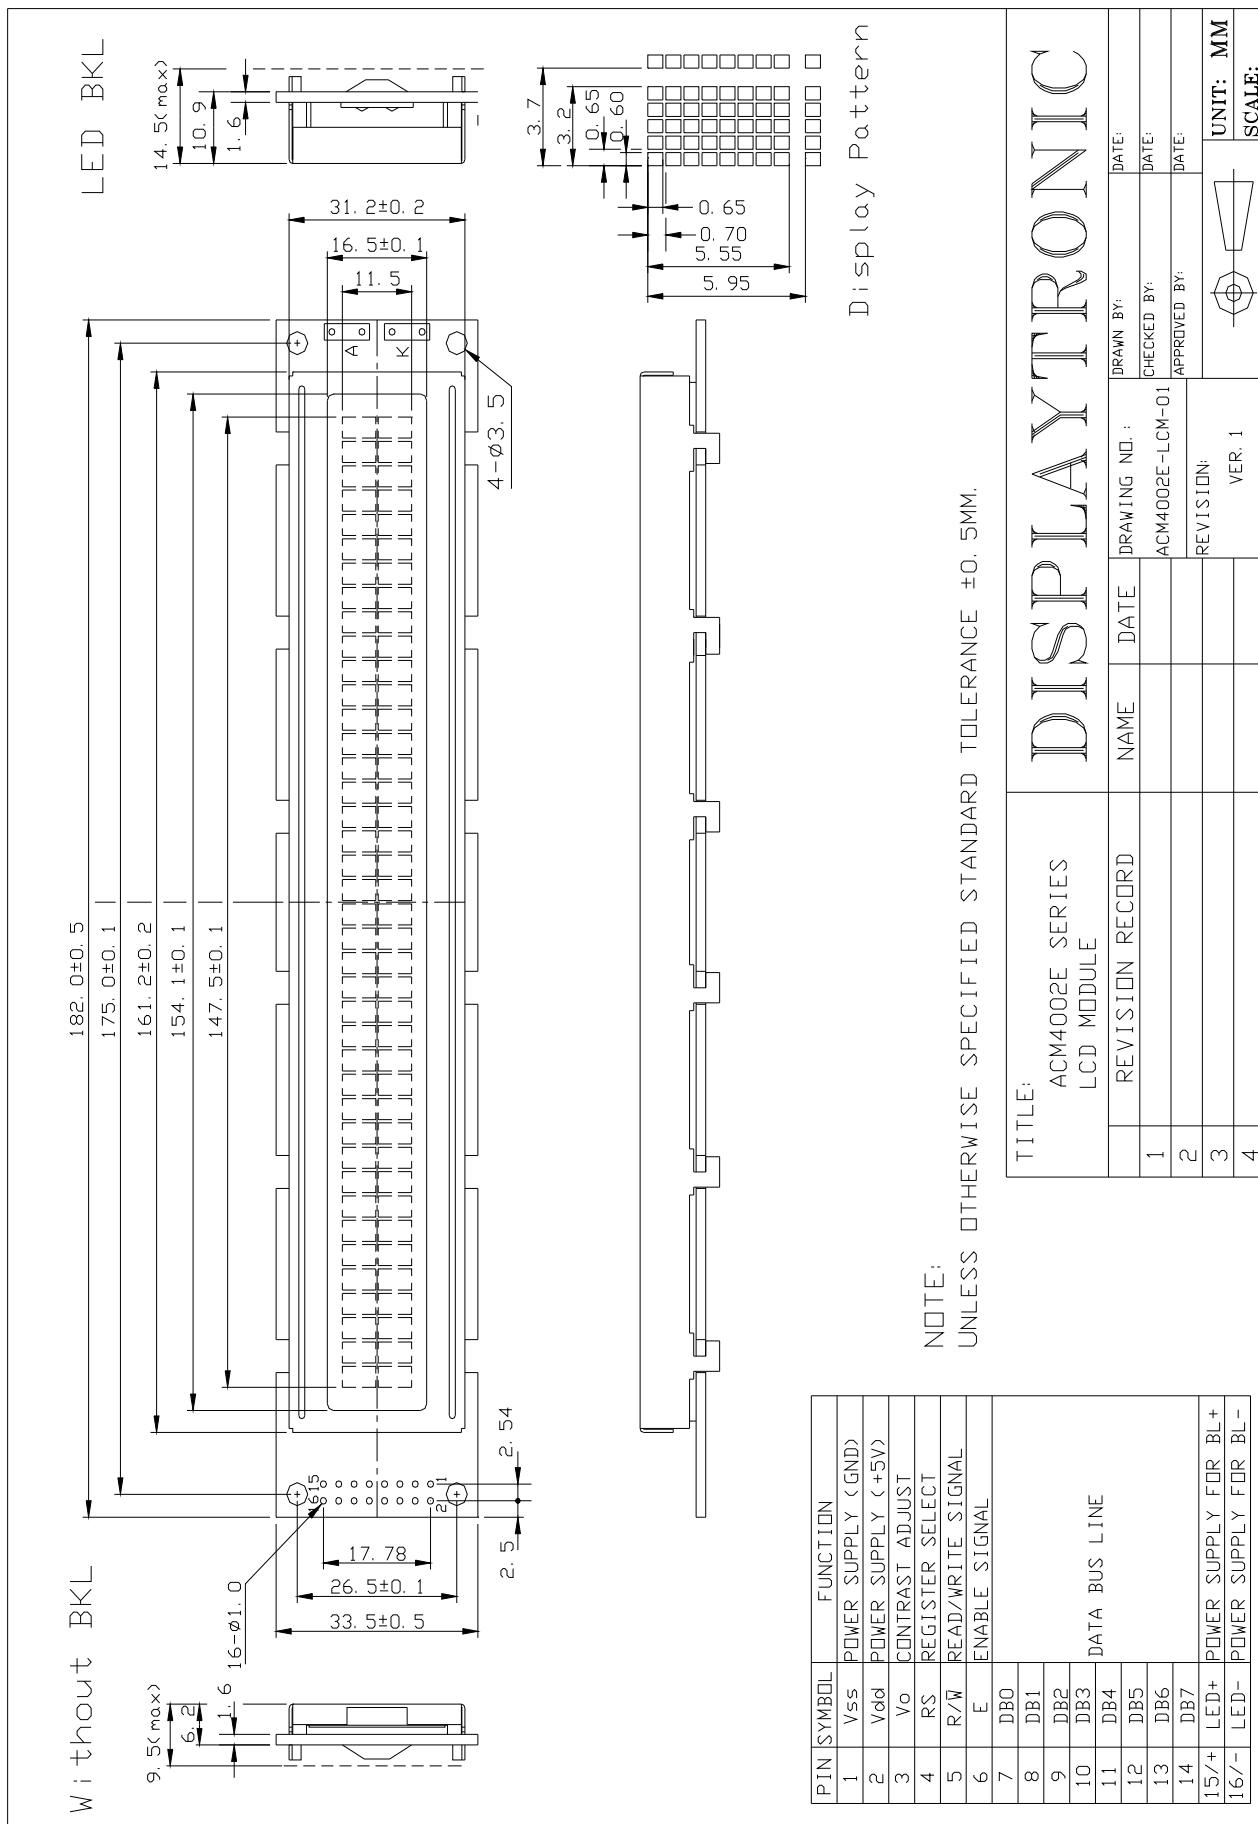 Without BKL
LED BKL
9.5(max)
6.2
1.6
182.0±0.5
175.0±0.1
161.2±0.2
154.1±0.1
147.5±0.1
14.5(max)
10.9
1.6
16-Ø1.0
33.5±0.5
26.5±0.1
17.78
2.5
2.54
16
15
2
1
A
K
31.2±0.2
16.5±0.1
11.5
4-Ø3.5
3.7
3.2
0.65
0.60
0.65
0.70
5.55
5.95
Display Pattern
NOTE:
UNLESS OTHERWISE SPECIFIED STANDARD TOLERANCE ±0.5MM.
PIN SYMBOL FUNCTION
1 Vss POWER SUPPLY (GND)
2 Vdd POWER SUPPLY (+5V)
3 Vo CONTRAST ADJUST
4 RS REGISTER SELECT
5 R/W̅ READ/WRITE SIGNAL
6 E ENABLE SIGNAL
7 DB0
8 DB1
9 DB2
10 DB3
DATA BUS LINE
11 DB4
12 DB5
13 DB6
14 DB7
15/+ LED+ POWER SUPPLY FOR BL+
16/- LED- POWER SUPPLY FOR BL-
TITLE:
ACM4002E SERIES
LCD MODULE
DISPLAYTRONIC
REVISION RECORD NAME DATE
1
2
3
4
DRAWING NO.:
ACM4002E-LCM-01
REVISION:
VER.1
DRAWN BY: DATE:
CHECKED BY: DATE:
APPROVED BY: DATE:
UNIT: MM
SCALE: